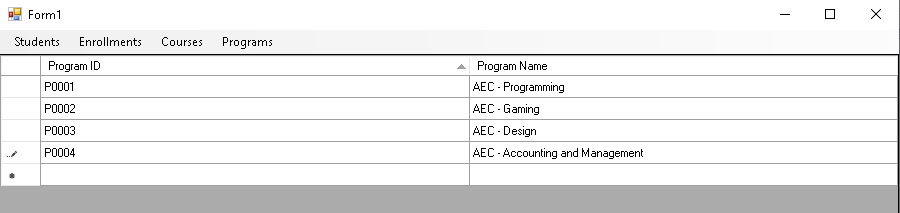 Form1
Students Enrollments Courses Programs
Program ID Program Name
P0001 AEC - Programming
P0002 AEC - Gaming
P0003 AEC - Design
P0004 AEC - Accounting and Management